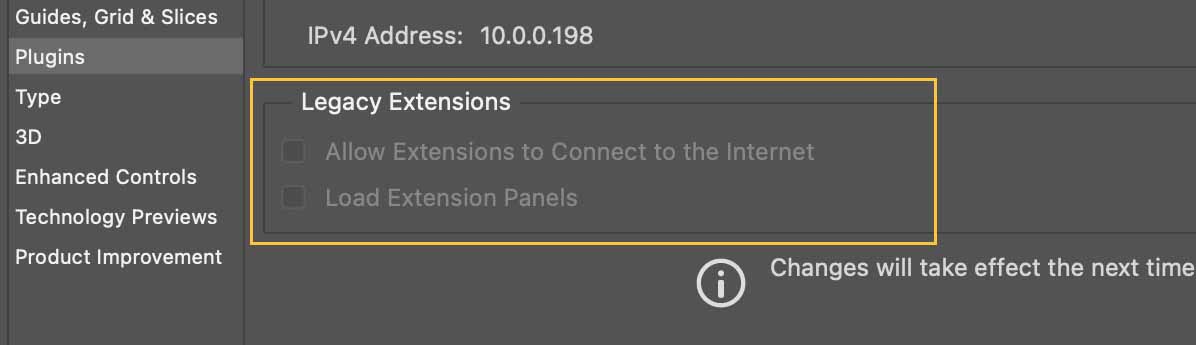 Guides, Grid & Slices
Plugins
Type
3D
Enhanced Controls
Technology Previews
Product Improvement
IPv4 Address: 10.0.0.198
Legacy Extensions
Allow Extensions to Connect to the Internet
Load Extension Panels
Changes will take effect the next time